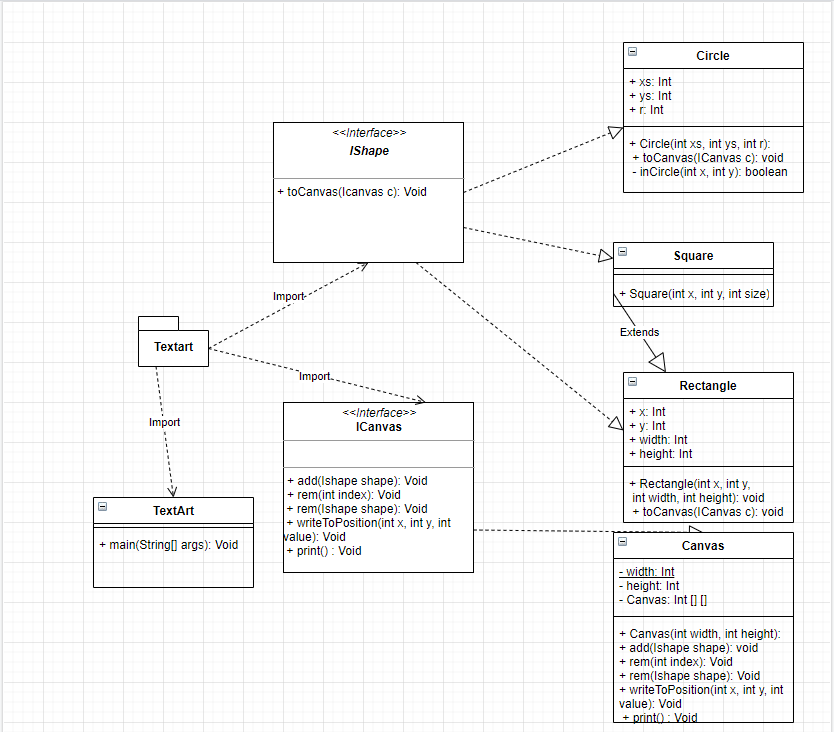 Circle
+ xs: Int
+ ys: Int
+ r: Int
+ Circle(int xs, int ys, int r):
+ toCanvas(ICanvas c): void
- inCircle(int x, int y): boolean
<<Interface>>
IShape
+ toCanvas(Icanvas c): Void
Square
+ Square(int x, int y, int size)
Import
Extends
Textart
Import
Rectangle
+ x: Int
+ y: Int
+ width: Int
+ height: Int
+ Rectangle(int x, int y,
int width, int height): void
+ toCanvas(ICanvas c): void
Import
<<Interface>>
ICanvas
+ add(Ishape shape): Void
+ rem(int index): Void
+ rem(Ishape shape): Void
+ writeToPosition(int x, int y, int
value): Void
+ print() : Void
TextArt
+ main(String[] args): Void
Canvas
- width: Int
- height: Int
- Canvas: Int [] []
+ Canvas(int width, int height):
+ add(Ishape shape): void
+ rem(int index): Void
+ rem(Ishape shape): Void
+ writeToPosition(int x, int y, int
value): Void
+ print() : Void